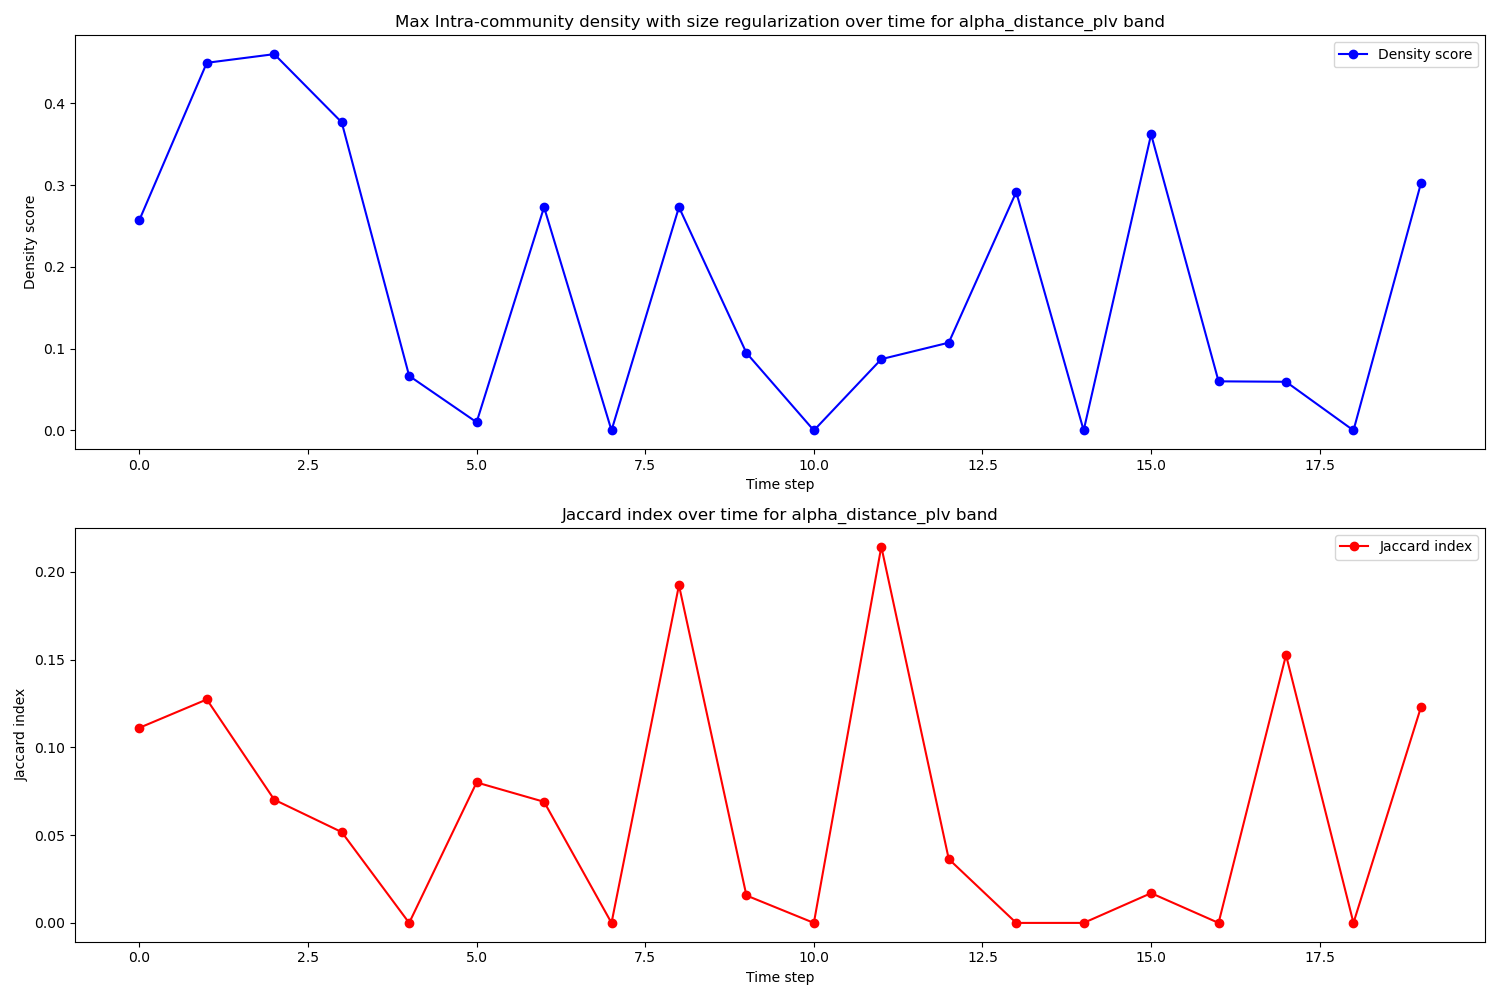 Max Intra-community density with size regularization over time for alpha_distance_plv band
Density score
0.4
0.3
0.2
0.1
0.0
Density score
0.0 2.5 5.0 7.5 10.0 12.5 15.0 17.5
Time step
Jaccard index over time for alpha_distance_plv band
Jaccard index
0.20
0.15
0.10
0.05
0.00
Jaccard index
0.0 2.5 5.0 7.5 10.0 12.5 15.0 17.5
Time step